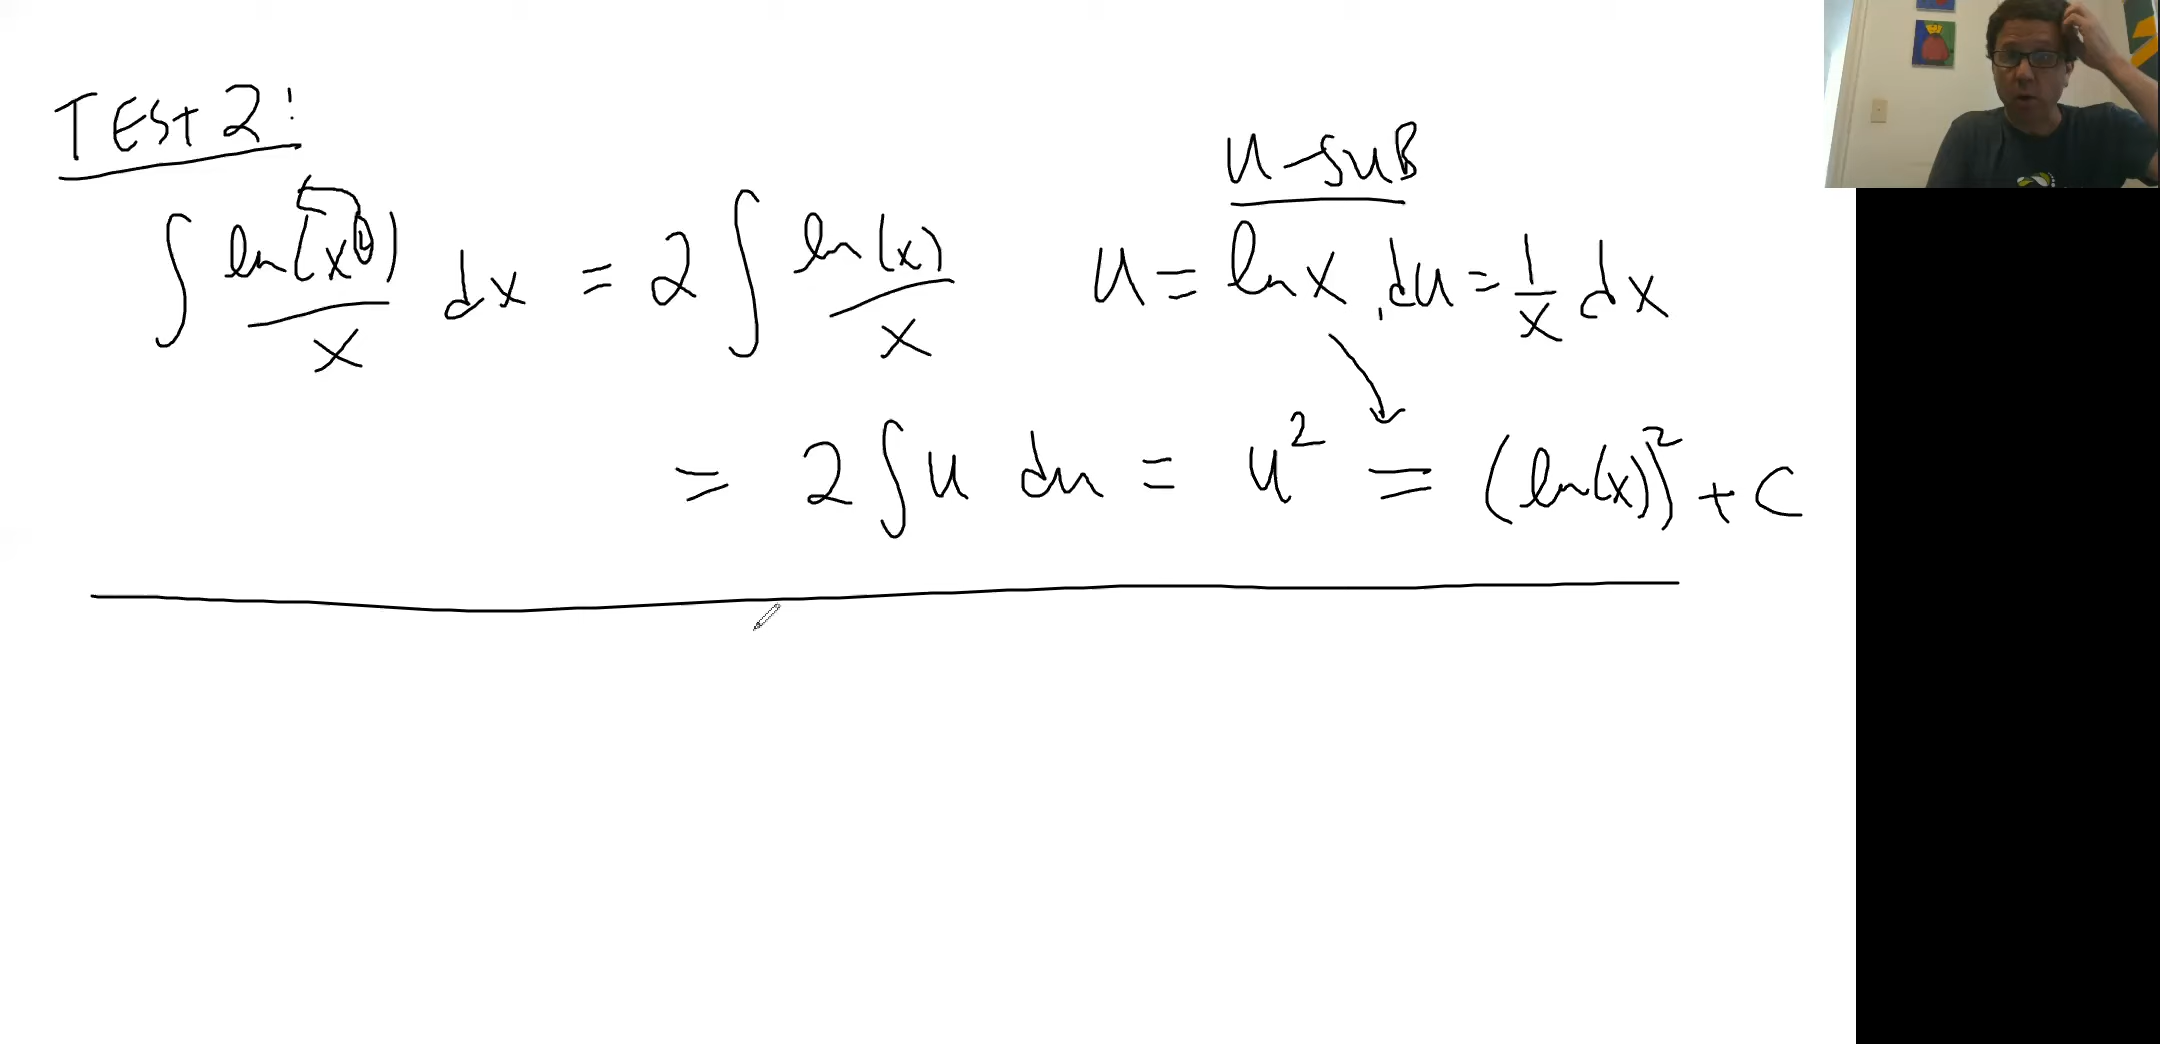 TEST 2:
u-sub
∫ ln(x²)/x dx = 2 ∫ ln(x)/x   u = ln x, du = 1/x dx
= 2 ∫ u du = u² = (ln(x))² + C